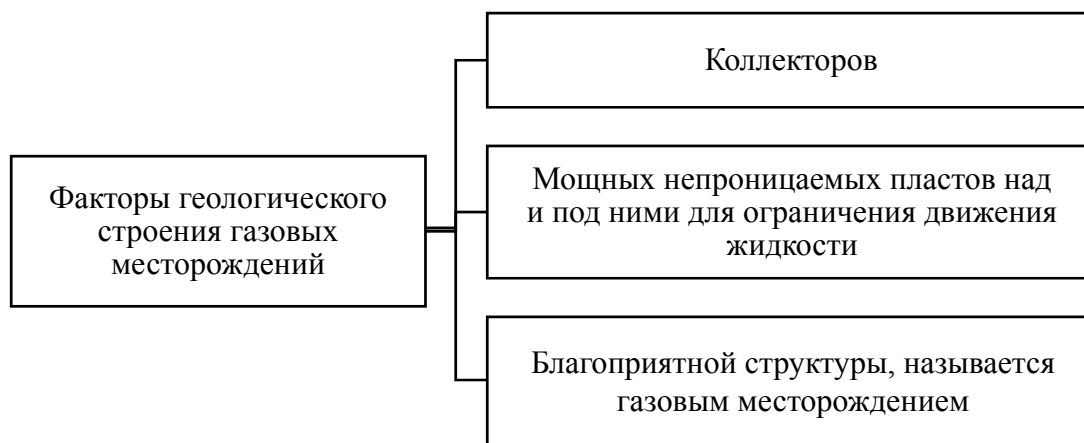 Факторы геологического
строения газовых
месторождений
Коллекторов
Мощных непроницаемых пластов над
и под ними для ограничения движения
жидкости
Благоприятной структуры, называется
газовым месторождением